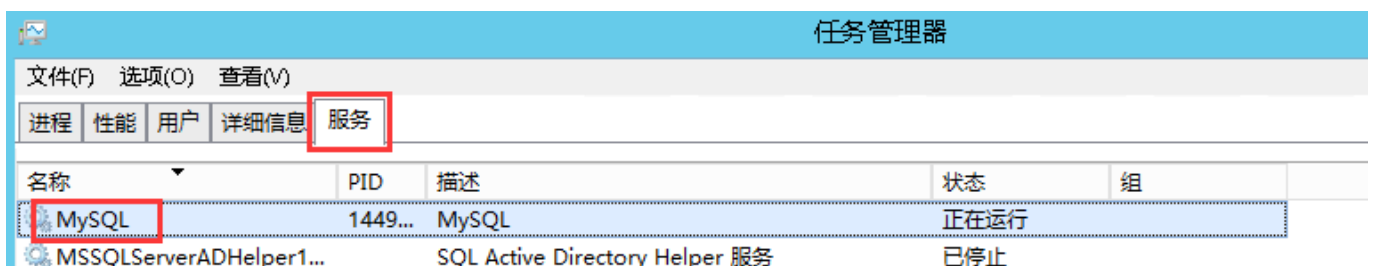 任务管理器
文件(F) 选项(O) 查看(V)
进程 性能 用户 详细信息 服务
名称 PID 描述 状态 组
MySQL 1449... MySQL 正在运行
MSSQLServerADHelper1... SQL Active Directory Helper 服务 已停止